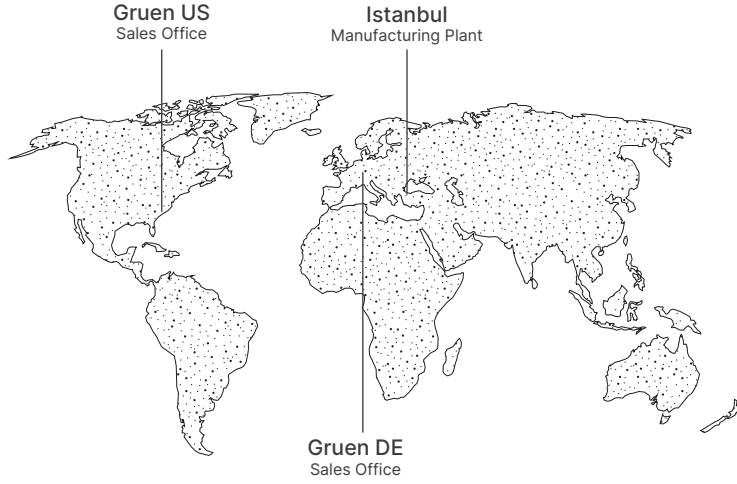 Gruen US
Sales Office
Istanbul
Manufacturing Plant
Gruen DE
Sales Office